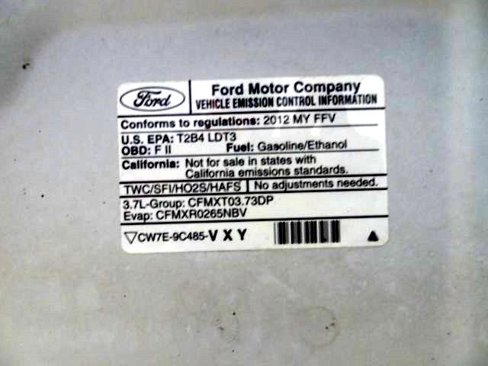 Ford
Ford Motor Company
VEHICLE EMISSION CONTROL INFORMATION
Conforms to regulations: 2012 MY FFV
U.S. EPA: T2B4 LDT3
OBD: F II Fuel: Gasoline/Ethanol
California: Not for sale in states with
California emissions standards.
TWC/SFI/HO2S/HAFS No adjustments needed.
3.7L-Group: CFMXT03.73DP
Evap: CFMXR0265NBV
CW7E-9C485-V X Y